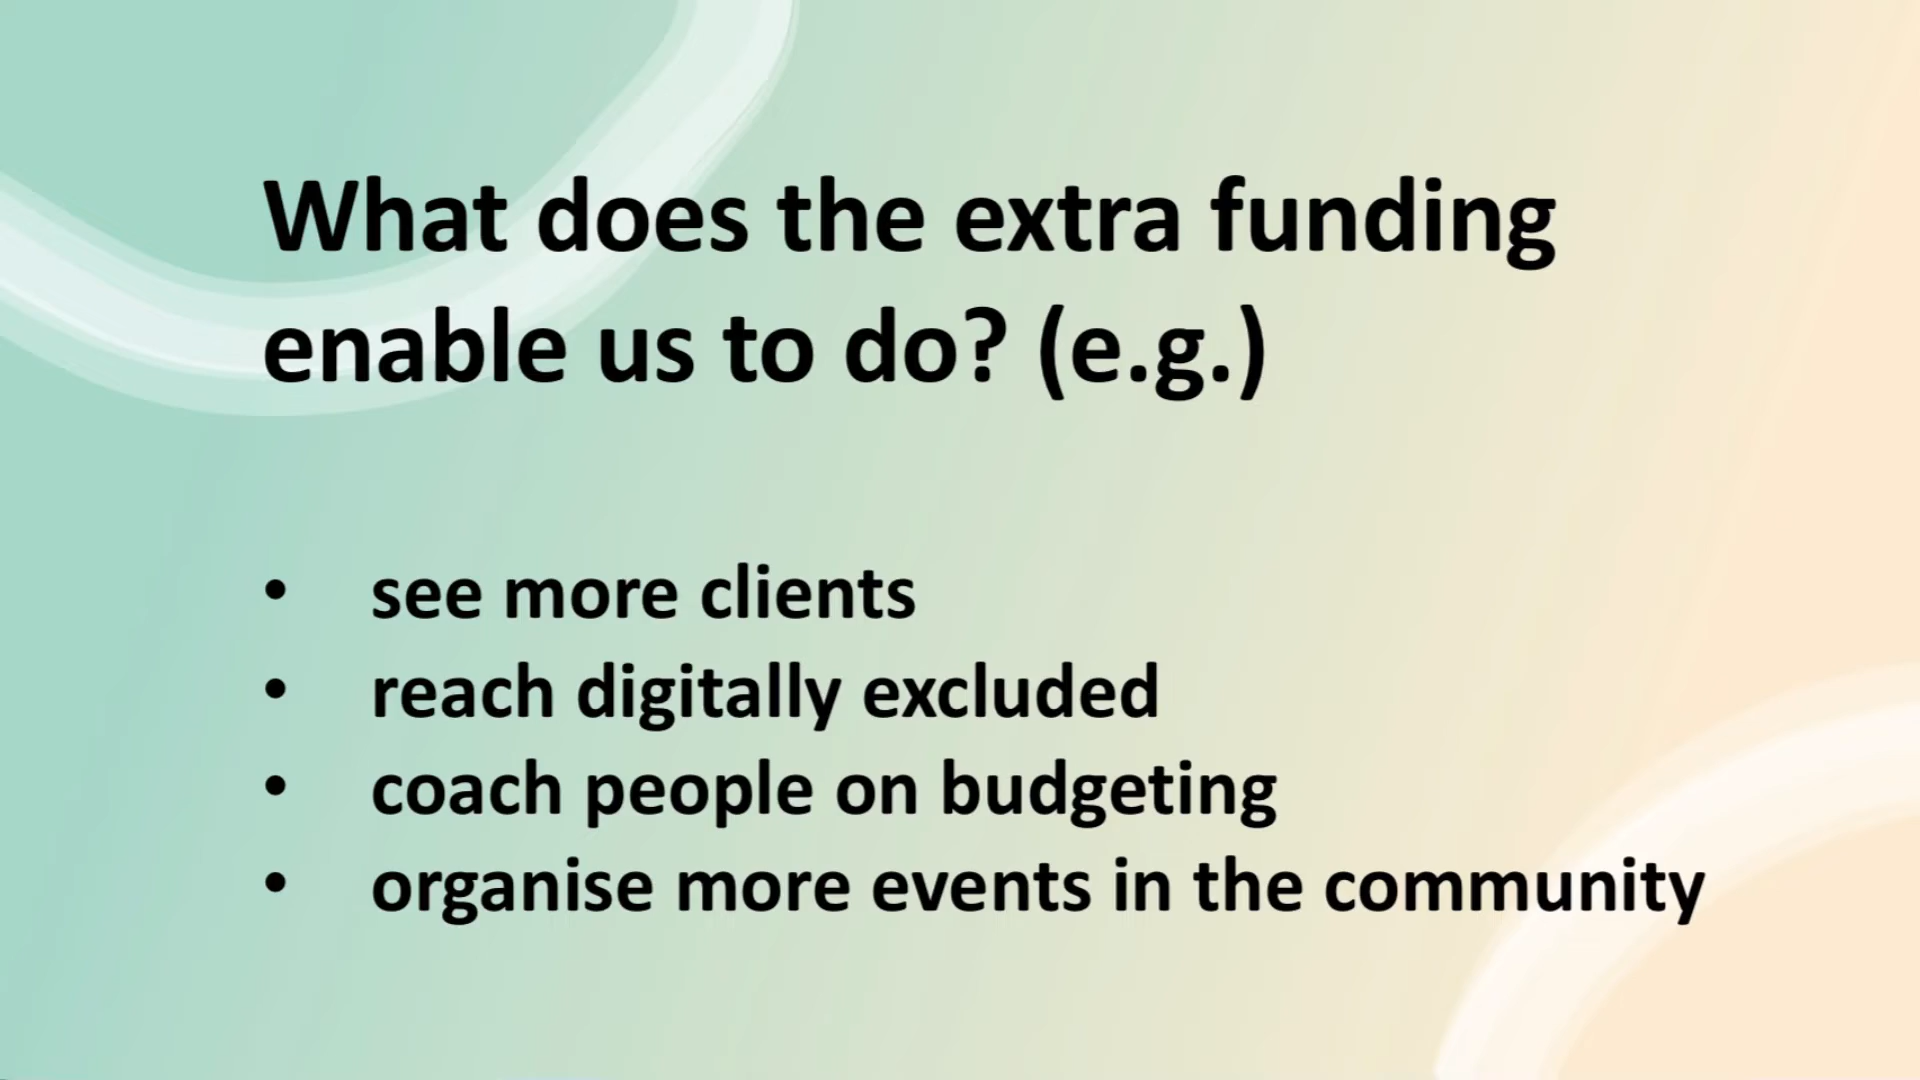 What does the extra funding
enable us to do? (e.g.)
• see more clients
• reach digitally excluded
• coach people on budgeting
• organise more events in the community